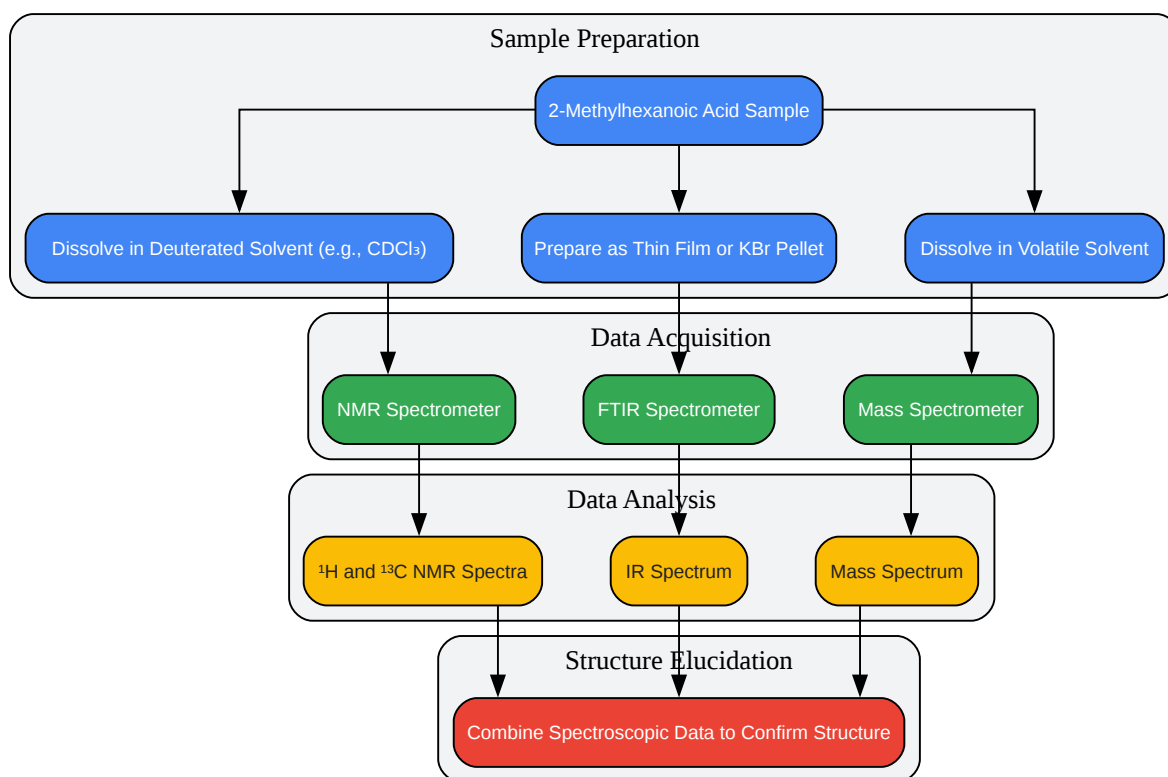 Sample Preparation
2-Methylhexanoic Acid Sample
Dissolve in Deuterated Solvent (e.g., CDCl₃)
Prepare as Thin Film or KBr Pellet
Dissolve in Volatile Solvent
Data Acquisition
NMR Spectrometer
FTIR Spectrometer
Mass Spectrometer
Data Analysis
¹H and ¹³C NMR Spectra
IR Spectrum
Mass Spectrum
Structure Elucidation
Combine Spectroscopic Data to Confirm Structure